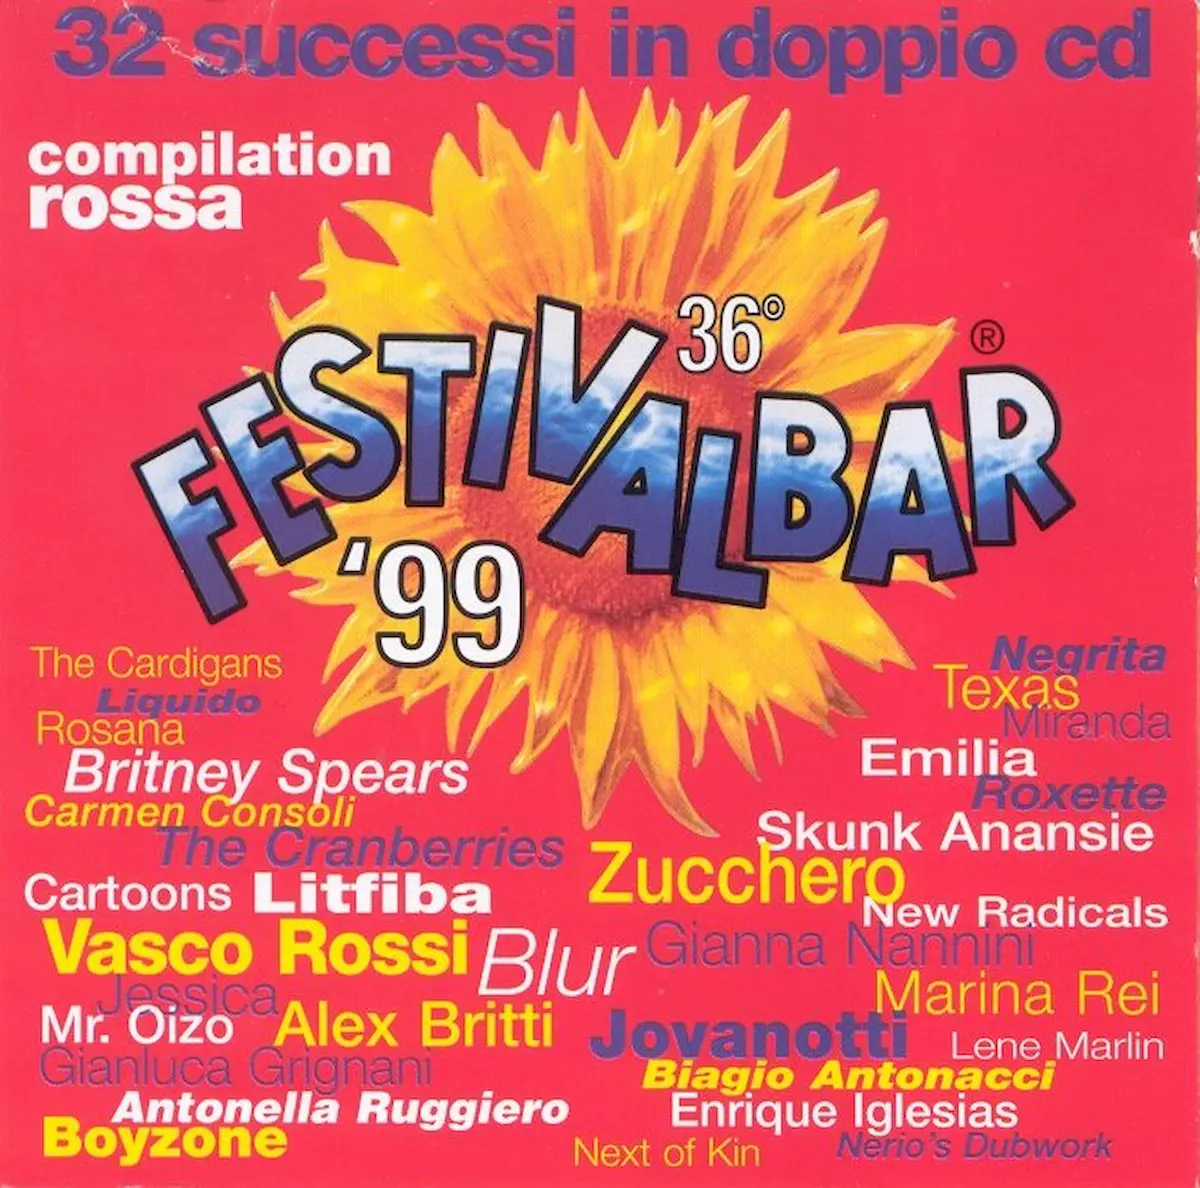 32 successi in doppio cd
compilation
rossa
36°
FESTIVALBAR ®
'99
The Cardigans
Liquido
Rosana
Britney Spears
Carmen Consoli
The Cranberries
Cartoons Litfiba
Vasco Rossi
Blur
Jessica
Mr. Oizo
Alex Britti
Gianluca Grignani
Antonella Ruggiero
Boyzone
Negrita
Texas
Miranda
Emilia
Roxette
Skunk Anansie
Zucchero
New Radicals
Gianna Nannini
Marina Rei
Jovanotti
Lene Marlin
Biagio Antonacci
Enrique Iglesias
Next of Kin
Nerio's Dubwork